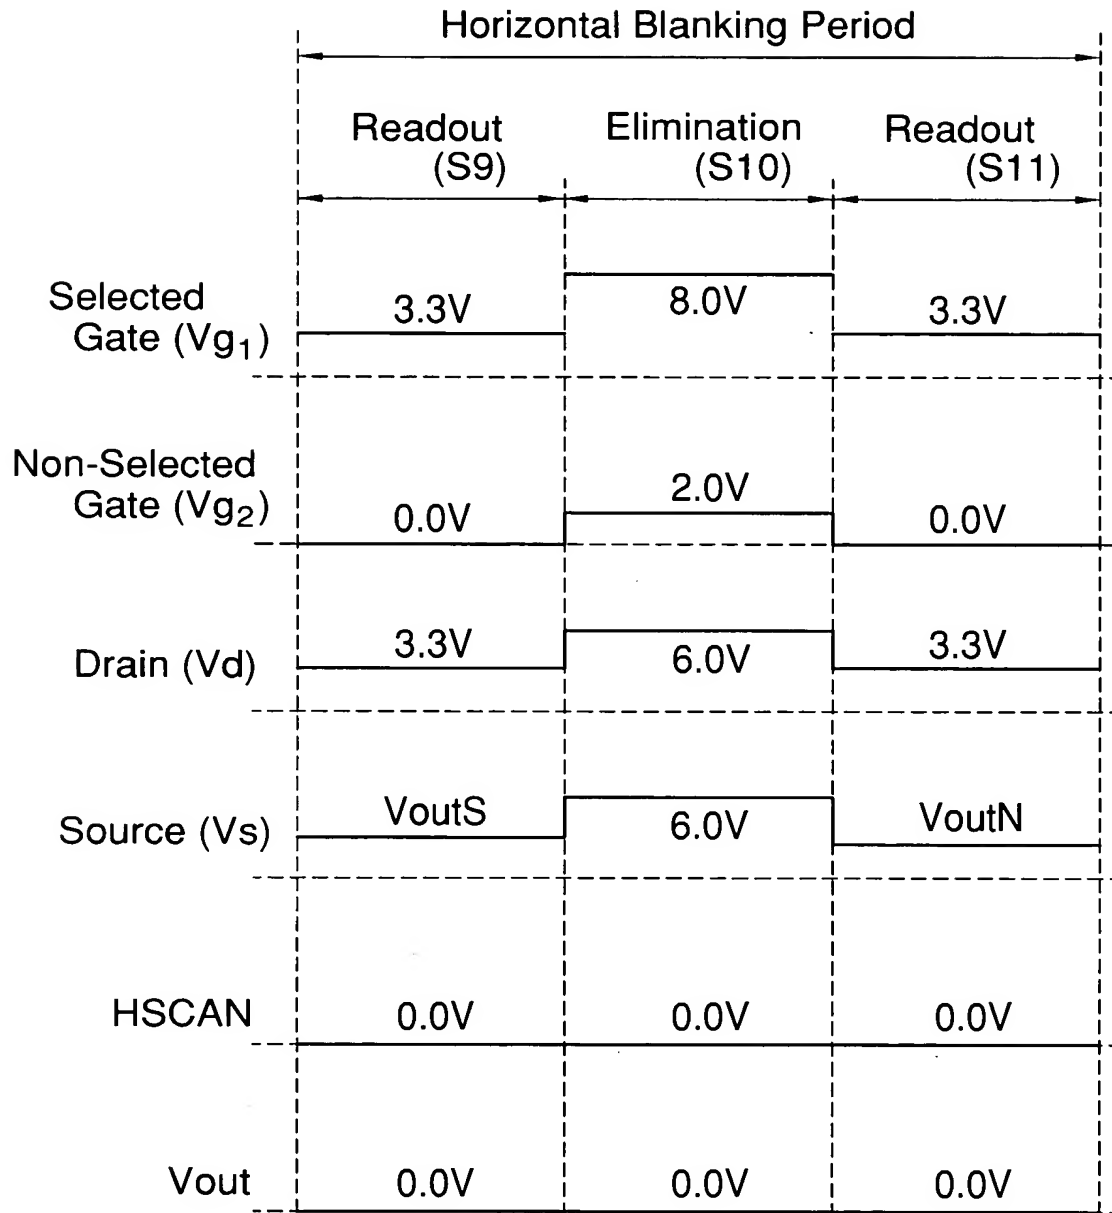 Horizontal Blanking Period
Readout
(S9)
Elimination
(S10)
Readout
(S11)
Selected
Gate (Vg1)
3.3V
8.0V
3.3V
Non-Selected
Gate (Vg2)
0.0V
2.0V
0.0V
Drain (Vd)
3.3V
6.0V
3.3V
Source (Vs)
VoutS
6.0V
VoutN
HSCAN
0.0V
0.0V
0.0V
Vout
0.0V
0.0V
0.0V